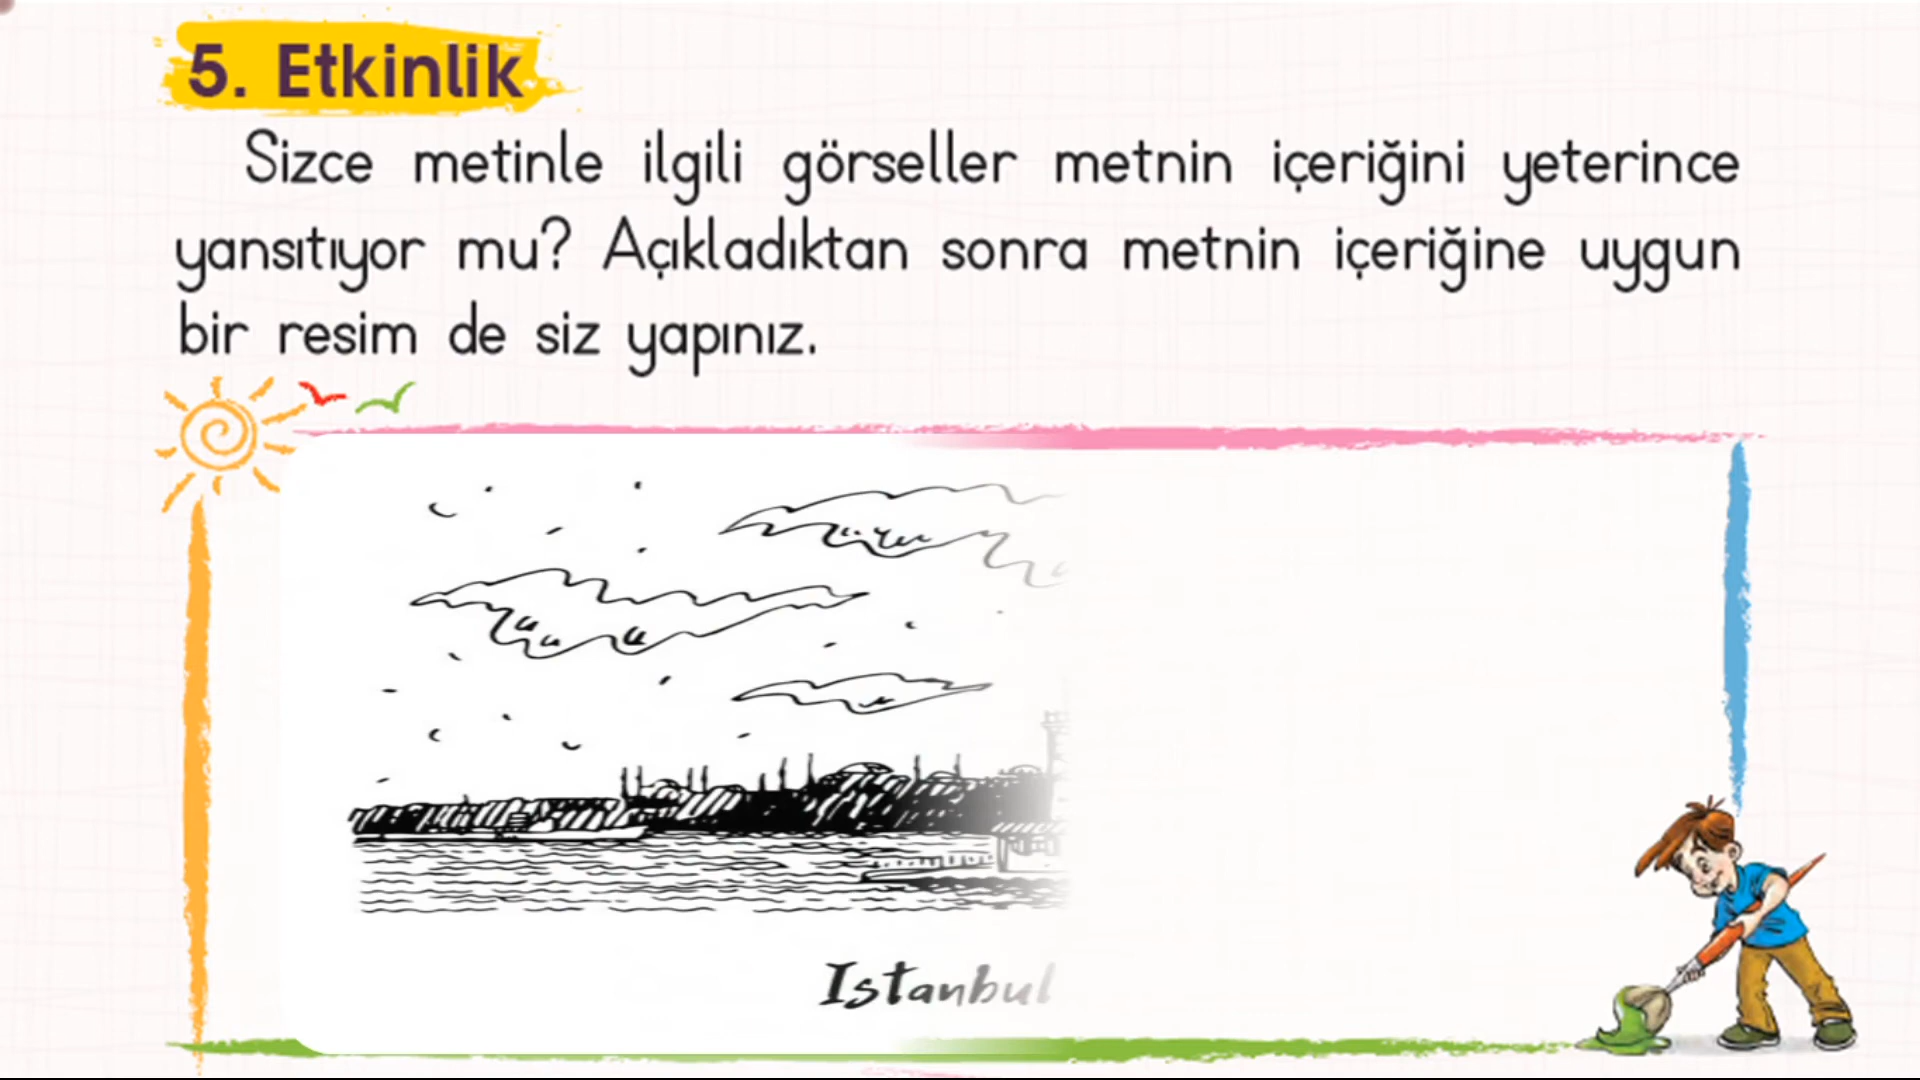 5. Etkinlik
Sizce metinle ilgili görseller metnin içeriğini yeterince
yansıtıyor mu? Açıkladıktan sonra metnin içeriğine uygun
bir resim de siz yapınız.
Istanbul